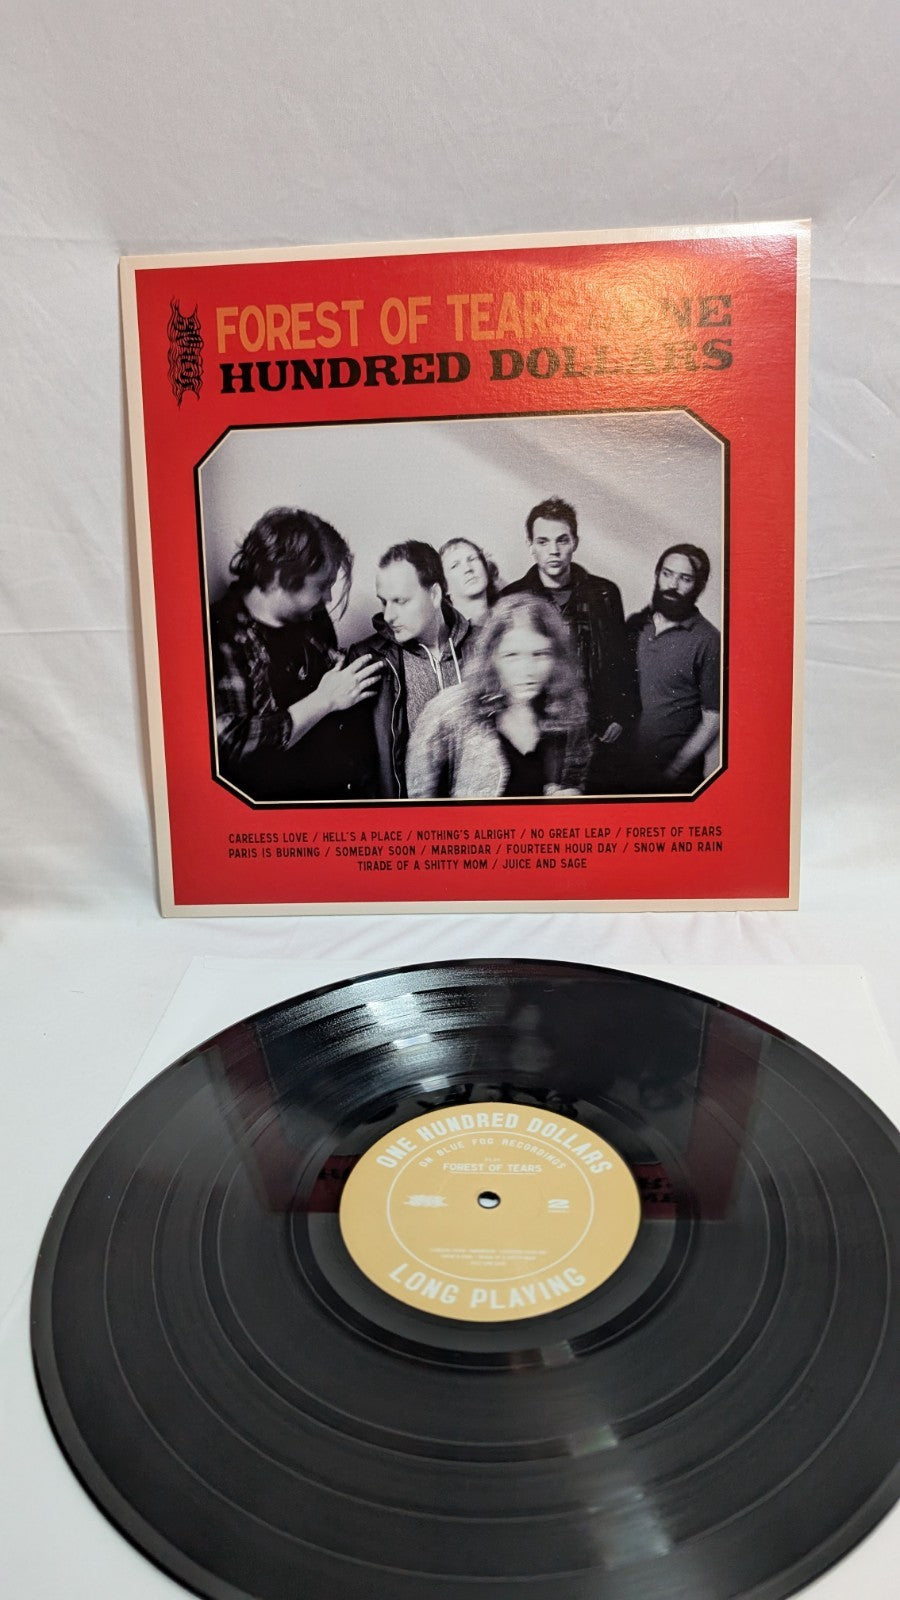 FOREST OF TEARS ONE
HUNDRED DOLLARS
CARELESS LOVE / HELL'S A PLACE / NOTHING'S ALRIGHT / NO GREAT LEAP / FOREST OF TEARS
PARIS IS BURNING / SOMEDAY SOON / MARBRIDAR / FOURTEEN HOUR DAY / SNOW AND RAIN
TIRADE OF A SHITTY MOM / JUICE AND SAGE
ONE HUNDRED DOLLARS
ON BLUE FOG RECORDINGS
FOREST OF TEARS
2
LONG PLAYING